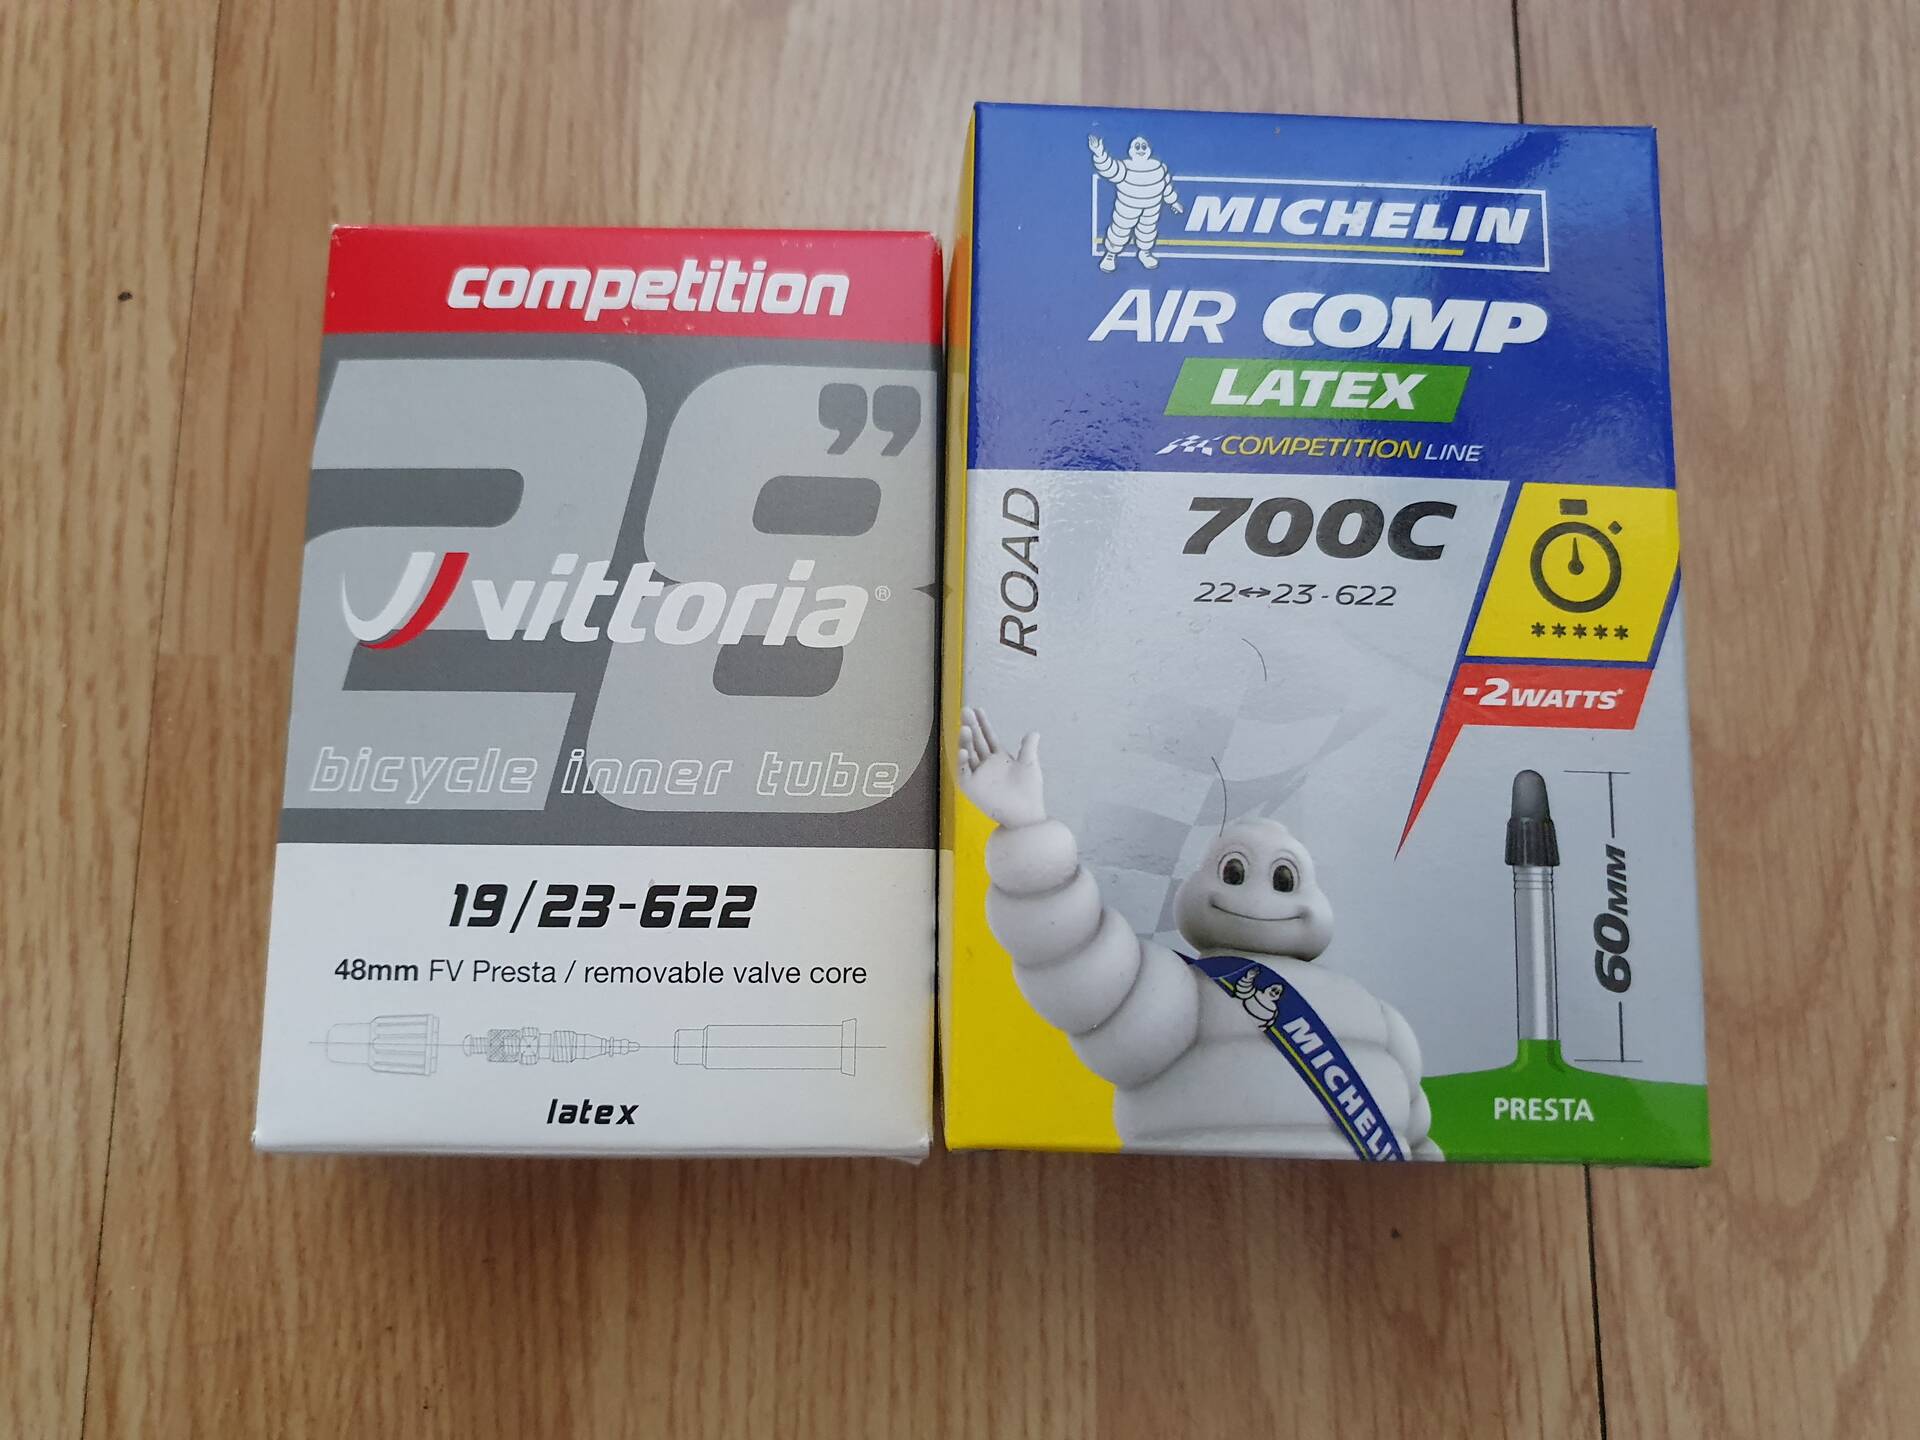 competition
28”
vittoria®
bicycle inner tube
19/23-622
48mm FV Presta / removable valve core
latex
MICHELIN
AIR COMP
LATEX
COMPETITION LINE
ROAD
700C
22↔23-622
*****
-2WATTS*
60MM
MICHELI
PRESTA